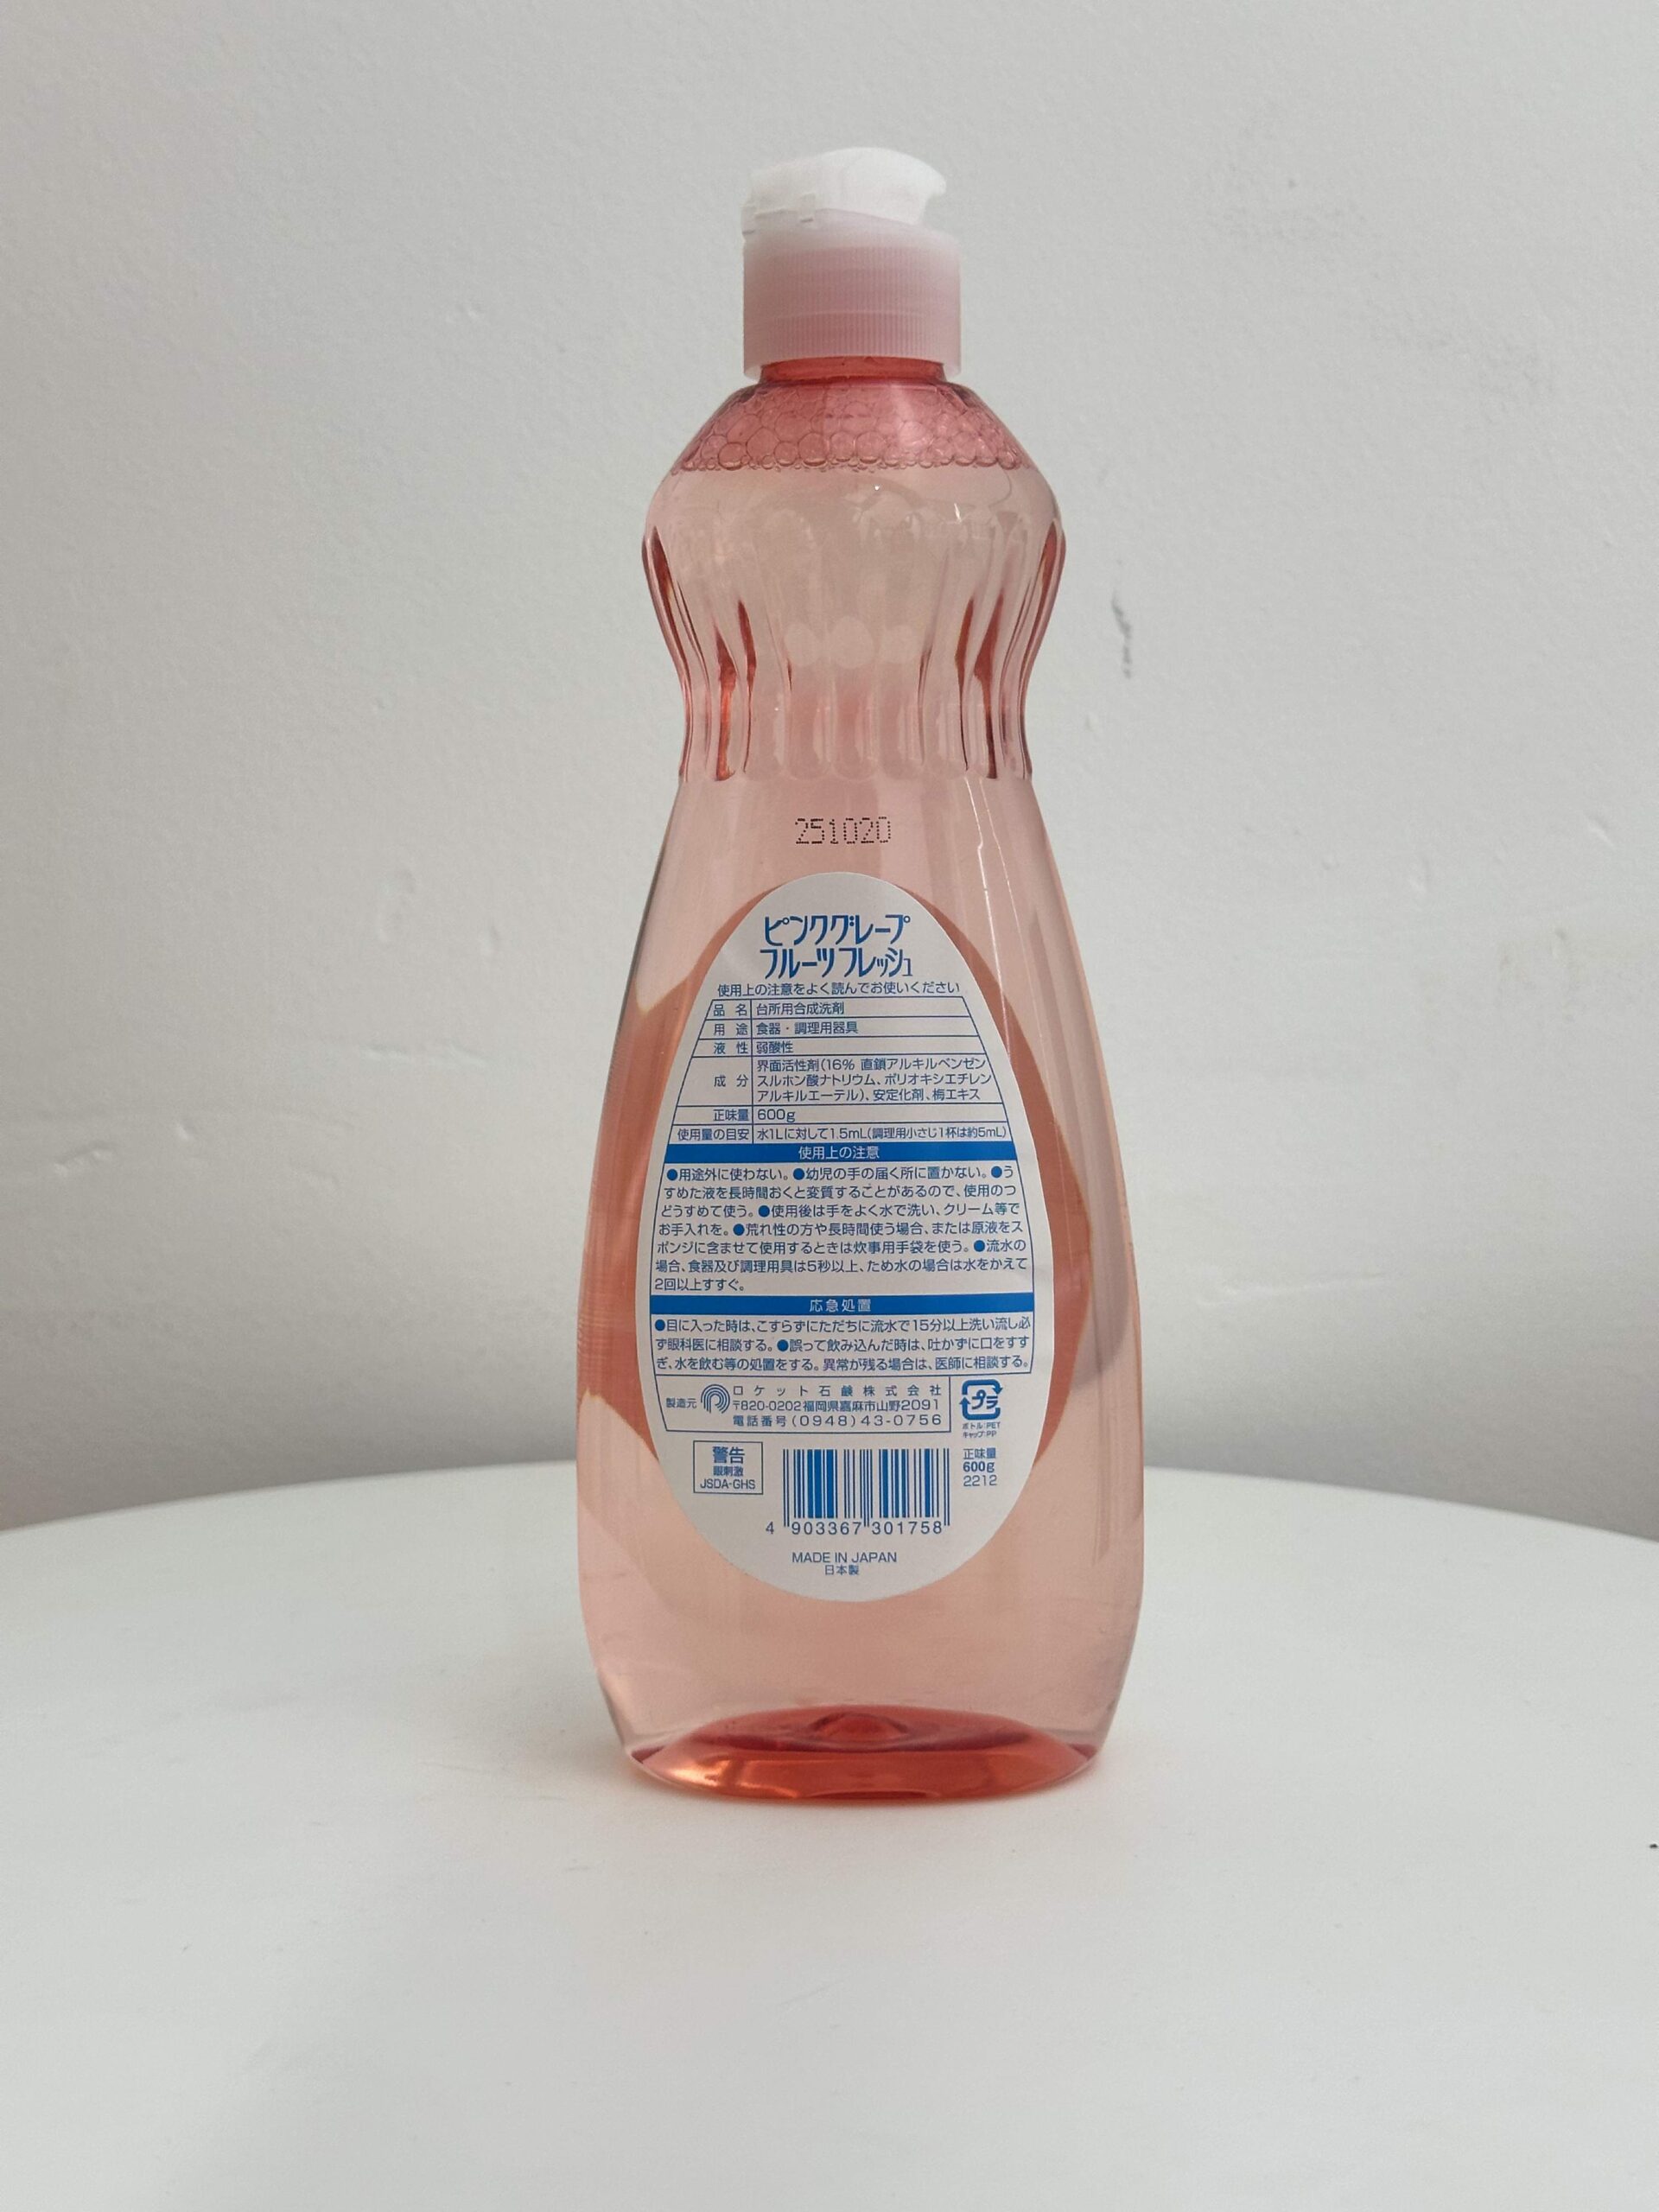 251020
ピンクグレープ
フルーツフレッシュ
使用上の注意をよく読んでお使いください
品 名 台所用合成洗剤
用 途 食器・調理用器具
液 性 弱酸性
成 分 界面活性剤(16% 直鎖アルキルベンゼン
スルホン酸ナトリウム、ポリオキシエチレン
アルキルエーテル)、安定化剤、梅エキス
正味量 600g
使用量の目安 水1Lに対して1.5mL(調理用小さじ1杯は約5mL)
使用上の注意
●用途外に使わない。●幼児の手の届く所に置かない。●う
すめた液を長時間おくと変質することがあるので、使用のつ
どうすめて使う。●使用後は手をよく水で洗い、クリーム等で
お手入れを。●荒れ性の方や長時間使う場合、または原液をス
ポンジに含ませて使用するときは炊事用手袋を使う。●流水の
場合、食器及び調理用具は5秒以上、ため水の場合は水をかえて
2回以上すすぐ。
応急処置
●目に入った時は、こすらずにただちに流水で15分以上洗い流し必
ず眼科医に相談する。●誤って飲み込んだ時は、吐かずに口をすす
ぎ、水を飲む等の処置をする。異常が残る場合は、医師に相談する。
製造元 ロケット石鹸株式会社
〒820-0202福岡県嘉麻市山野2091
電話番号(0948)43-0756
プラ
ボトル:PET
キャップ:PP
警告
眼刺激
JSDA-GHS
正味量
600g
2212
4 903367 301758
MADE IN JAPAN
日本製